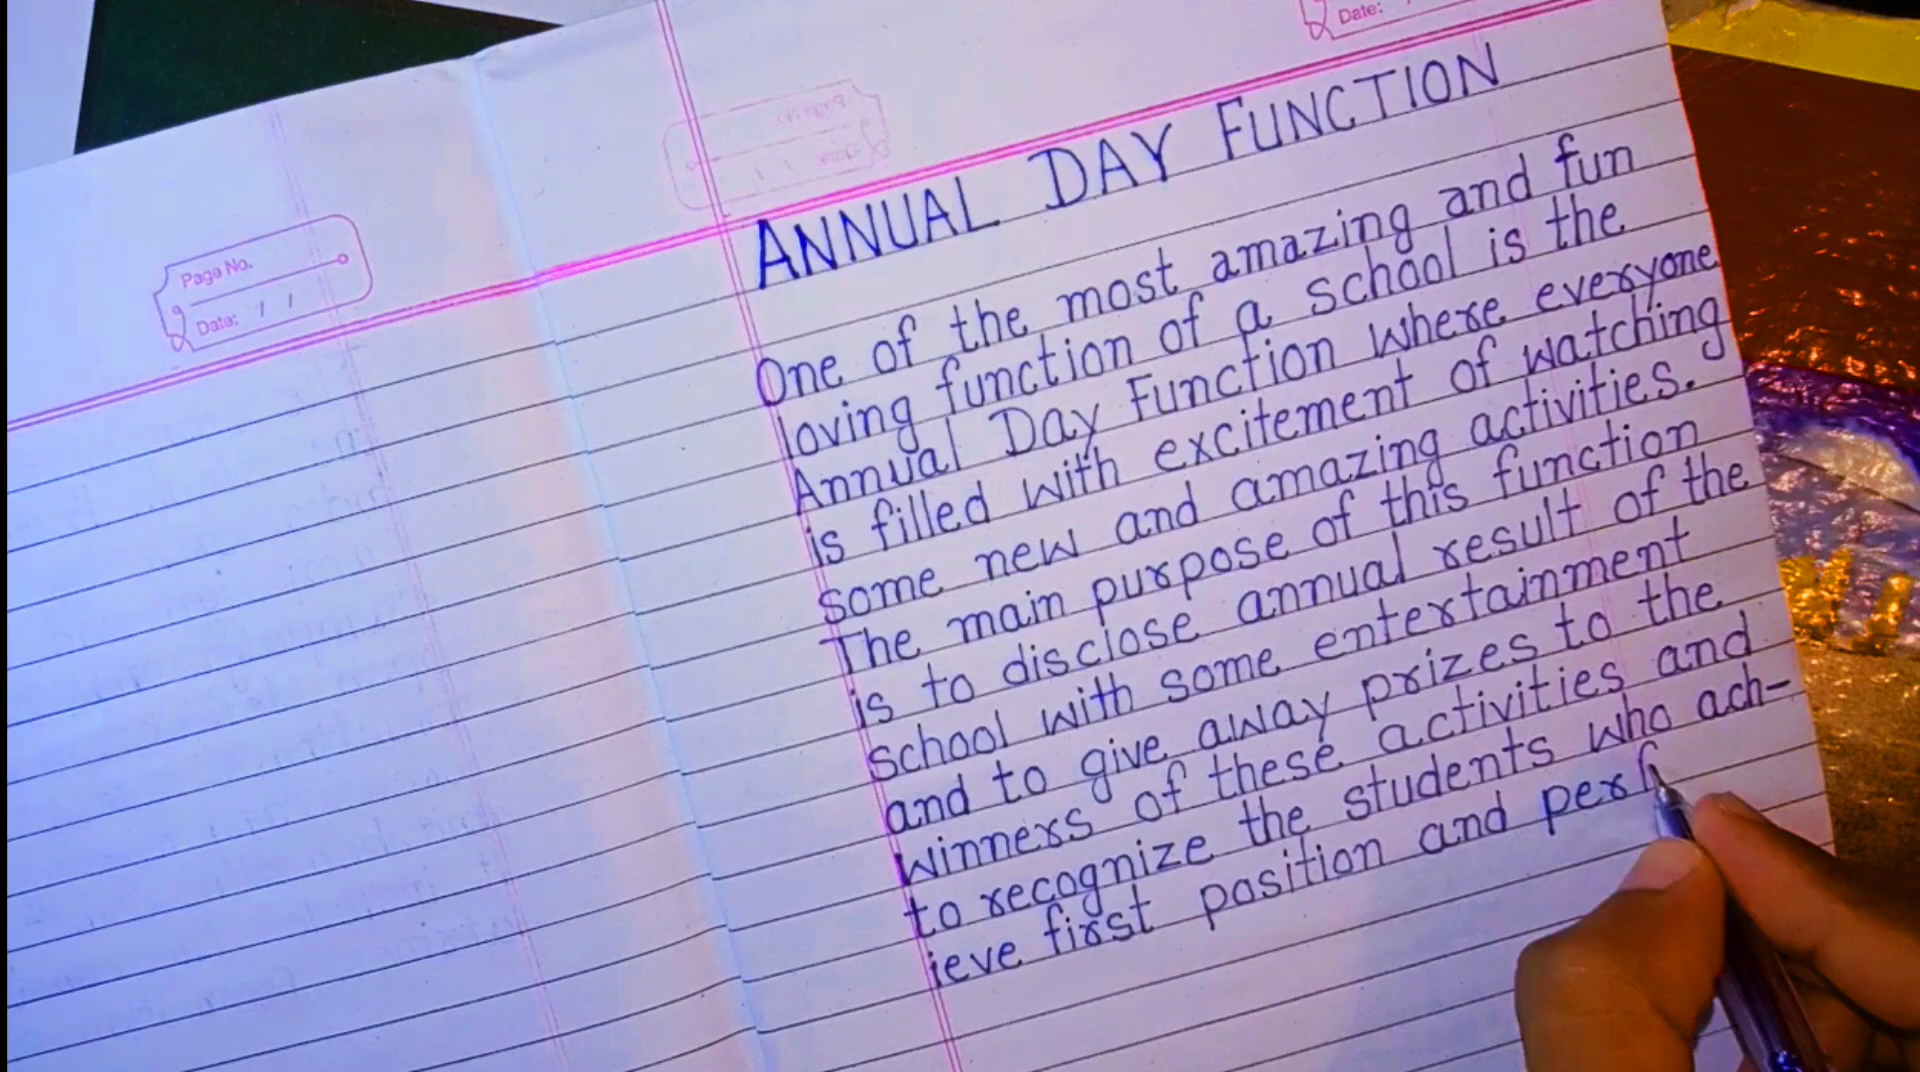 Date:
Page No.
Date: / /
ANNUAL DAY FUNCTION
One of the most amazing and fun
loving function of a school is the
Annual Day Function where everyone
is filled with excitement of watching
some new and amazing activities.
The main purpose of this function
is to disclose annual result of the
school with some entertainment
and to give away prizes to the
winners of these activities and
to recognize the students who ach-
ieve first position and perf